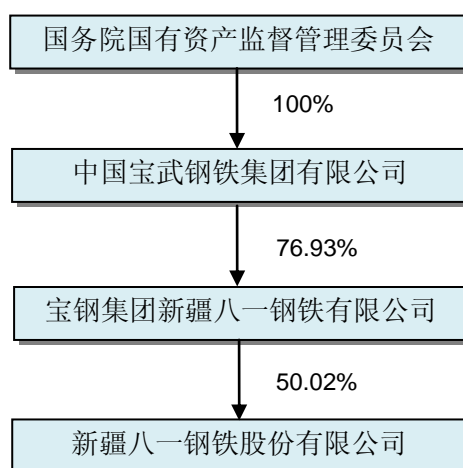 国务院国有资产监督管理委员会
100%
中国宝武钢铁集团有限公司
76.93%
宝钢集团新疆八一钢铁有限公司
50.02%
新疆八一钢铁股份有限公司